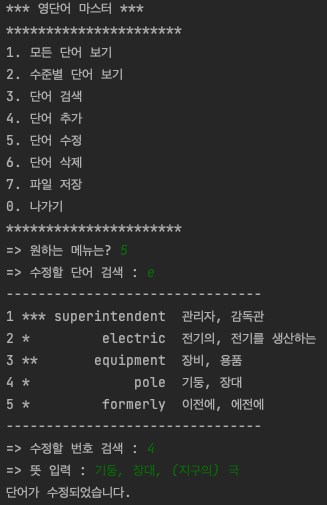 *** 영단어 마스터 ***
**********************
1. 모든 단어 보기
2. 수준별 단어 보기
3. 단어 검색
4. 단어 추가
5. 단어 수정
6. 단어 삭제
7. 파일 저장
0. 나가기
**********************
=> 원하는 메뉴는? 5
=> 수정할 단어 검색 : e
--------------------------------
1 *** superintendent  관리자, 감독관
2 *         electric  전기의, 전기를 생산하는
3 **       equipment  장비, 용품
4 *             pole  기둥, 장대
5 *         formerly  이전에, 예전에
--------------------------------
=> 수정할 번호 검색 : 4
=> 뜻 입력 : 기둥, 장대, (지구의) 극
단어가 수정되었습니다.